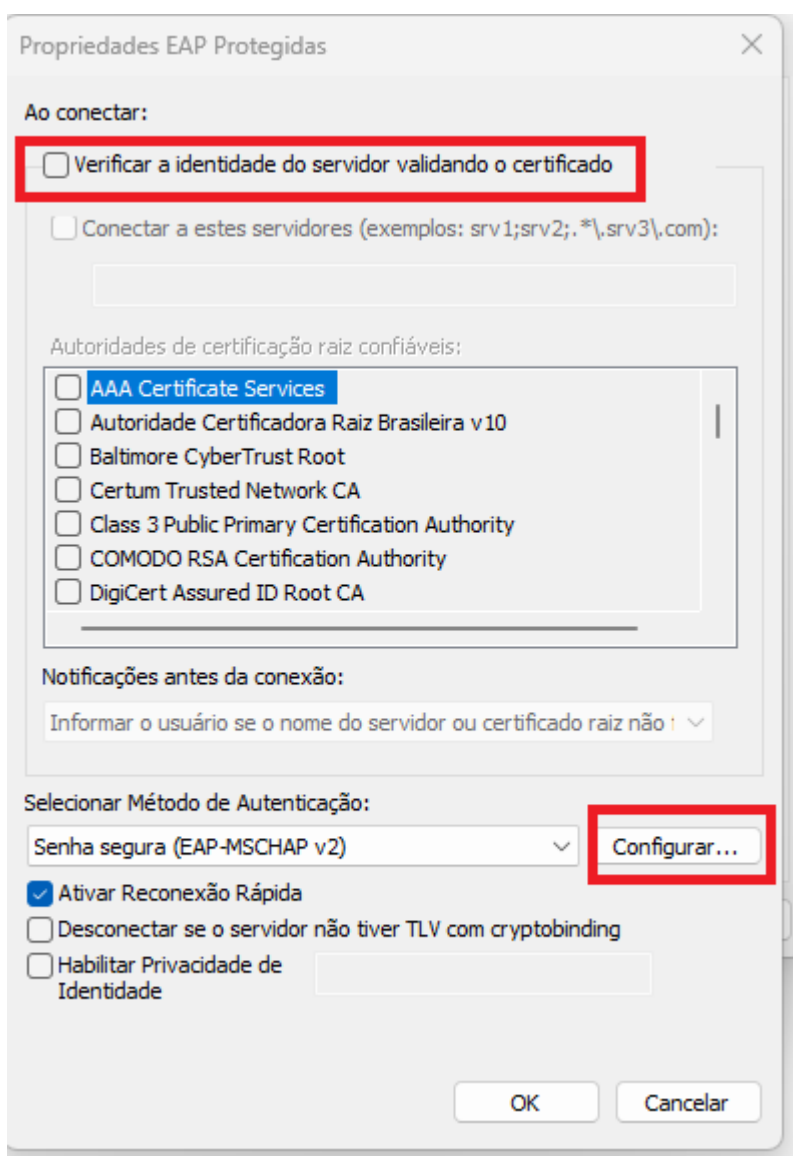 Propriedades EAP Protegidas
Ao conectar:
Verificar a identidade do servidor validando o certificado
Conectar a estes servidores (exemplos: srv1;srv2;.*\.srv3\.com):
Autoridades de certificação raiz confiáveis:
AAA Certificate Services
Autoridade Certificadora Raiz Brasileira v10
Baltimore CyberTrust Root
Certum Trusted Network CA
Class 3 Public Primary Certification Authority
COMODO RSA Certification Authority
DigiCert Assured ID Root CA
Notificações antes da conexão:
Informar o usuário se o nome do servidor ou certificado raiz não
Selecionar Método de Autenticação:
Senha segura (EAP-MSCHAP v2)
Configurar...
Ativar Reconexão Rápida
Desconectar se o servidor não tiver TLV com cryptobinding
Habilitar Privacidade de
Identidade
OK
Cancelar